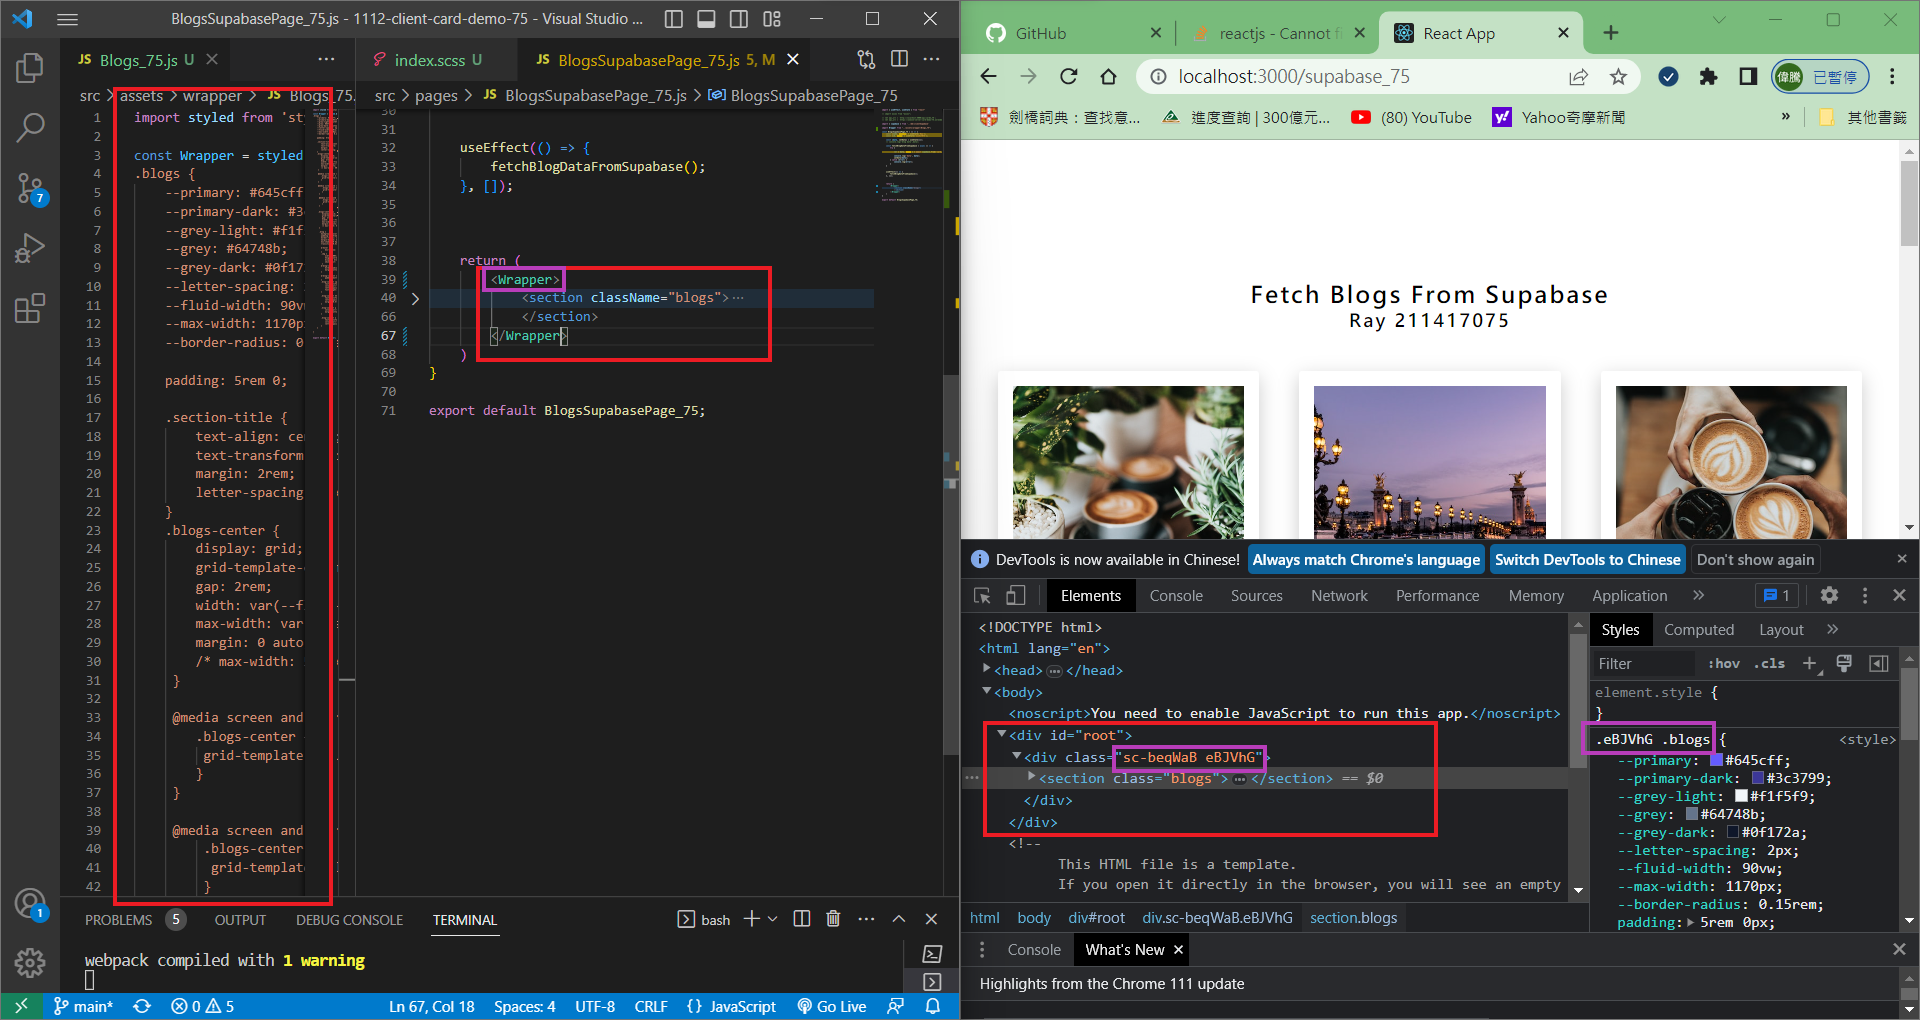 BlogsSupabasePage_75.js - 1112-client-card-demo-75 - Visual Studio ...
JS Blogs_75.js U
index.scss U
JS BlogsSupabasePage_75.js 5, M
src > assets > wrapper > JS Blogs_75.
src > pages > JS BlogsSupabasePage_75.js > BlogsSupabasePage_75
1 import styled from 'sty
2
3 const Wrapper = styled
4 .blogs {
5 --primary: #645cff
6 --primary-dark: #3c
7 --grey-light: #f1f
8 --grey: #64748b;
9 --grey-dark: #0f172
10 --letter-spacing:
11 --fluid-width: 90vw
12 --max-width: 1170px
13 --border-radius: 0
14
15 padding: 5rem 0;
16
17 .section-title {
18 text-align: cen
19 text-transform
20 margin: 2rem;
21 letter-spacing
22 }
23 .blogs-center {
24 display: grid;
25 grid-template-
26 gap: 2rem;
27 width: var(--f
28 max-width: var
29 margin: 0 auto
30 /* max-width:
31 }
32
33 @media screen and
34 .blogs-center
35 grid-template
36 }
37 }
38
39 @media screen and
40 .blogs-center
41 grid-templat
42 }
30
31
32 useEffect(() => {
33 fetchBlogDataFromSupabase();
34 }, []);
35
36
37
38 return (
39 <Wrapper>
40 <section className="blogs">...
66 </section>
67 </Wrapper>
68 )
69 }
70
71 export default BlogsSupabasePage_75;
7
1
PROBLEMS 5 OUTPUT DEBUG CONSOLE TERMINAL
bash
webpack compiled with 1 warning
main* 0 5 Ln 67, Col 18 Spaces: 4 UTF-8 CRLF {} JavaScript Go Live
GitHub
reactjs - Cannot fi
React App
localhost:3000/supabase_75
偉騰 已暫停
劍橋詞典：查找意...
進度查詢 | 300億元...
(80) YouTube
Yahoo奇摩新聞
»
其他書籤
Fetch Blogs From Supabase
Ray 211417075
DevTools is now available in Chinese! Always match Chrome's language Switch DevTools to Chinese Don't show again
Elements Console Sources Network Performance Memory Application » 1
<!DOCTYPE html>
<html lang="en">
<head> ... </head>
<body>
<noscript>You need to enable JavaScript to run this app.</noscript>
<div id="root">
<div class="sc-beqWaB eBJVhG">
<section class="blogs"> ... </section> == $0
</div>
</div>
<!--
This HTML file is a template.
If you open it directly in the browser, you will see an empty
html body div#root div.sc-beqWaB.eBJVhG section.blogs
Styles Computed Layout »
Filter :hov .cls +
element.style {
}
.eBJVhG .blogs { <style>
--primary: #645cff;
--primary-dark: #3c3799;
--grey-light: #f1f5f9;
--grey: #64748b;
--grey-dark: #0f172a;
--letter-spacing: 2px;
--fluid-width: 90vw;
--max-width: 1170px;
--border-radius: 0.15rem;
padding: 5rem 0px;
Console What's New
Highlights from the Chrome 111 update